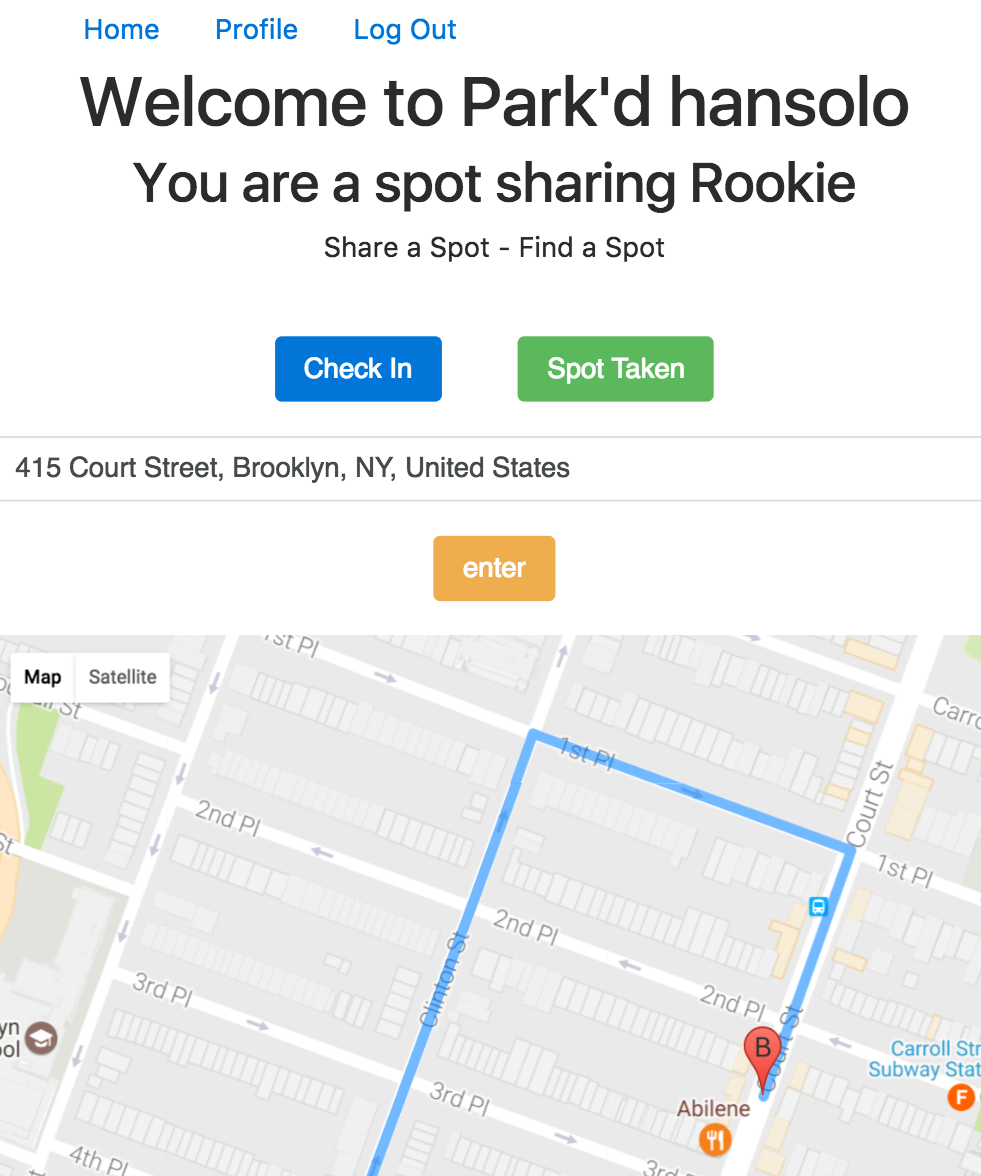 Home Profile Log Out
Welcome to Park'd hansolo
You are a spot sharing Rookie
Share a Spot - Find a Spot
Check In Spot Taken
415 Court Street, Brooklyn, NY, United States
enter
1st Pl
Map Satellite
St
Carro
1st Pl
Court St
2nd Pl
St
1st Pl
2nd Pl
Clinton St
3rd Pl
2nd Pl
Court St
yn
ool
B
Carroll Str
Subway Stat
F
3rd Pl
Abilene
4th Pl
3rd